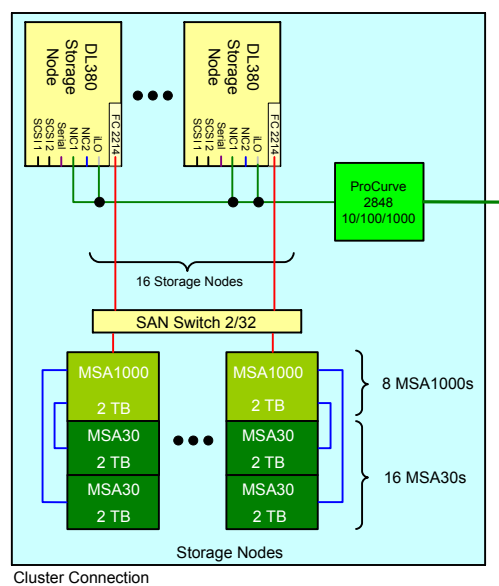 DL380
Storage
Node
FC 2214
iLO
NIC2
NIC1
Serial
SCSI 2
SCSI 1
DL380
Storage
Node
FC 2214
iLO
NIC2
NIC1
Serial
SCSI 2
SCSI 1
ProCurve
2848
10/100/1000
16 Storage Nodes
SAN Switch 2/32
MSA1000
2 TB
MSA30
2 TB
MSA30
2 TB
MSA1000
2 TB
MSA30
2 TB
MSA30
2 TB
8 MSA1000s
16 MSA30s
Storage Nodes
Cluster Connection